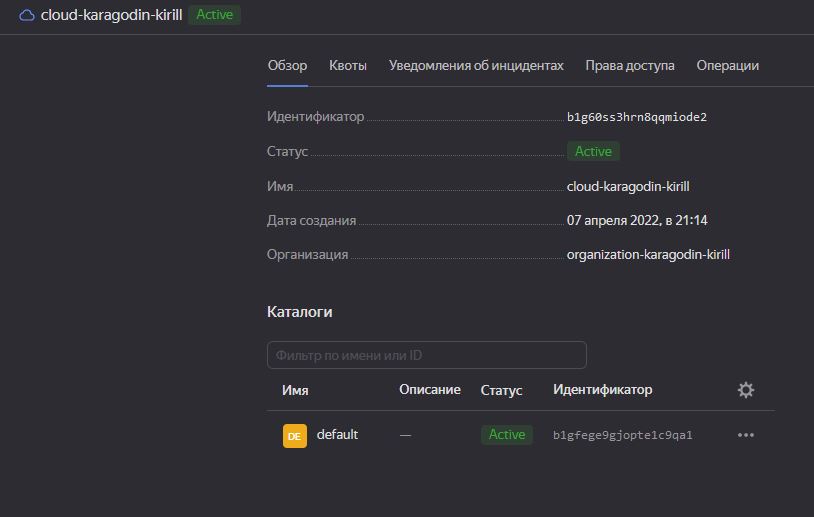 cloud-karagodin-kirill Active
Обзор Квоты Уведомления об инцидентах Права доступа Операции
Идентификатор b1g60ss3hrn8qqmiode2
Статус Active
Имя cloud-karagodin-kirill
Дата создания 07 апреля 2022, в 21:14
Организация organization-karagodin-kirill
Каталоги
Фильтр по имени или ID
Имя Описание Статус Идентификатор
DE default — Active b1gfege9gjopte1c9qa1